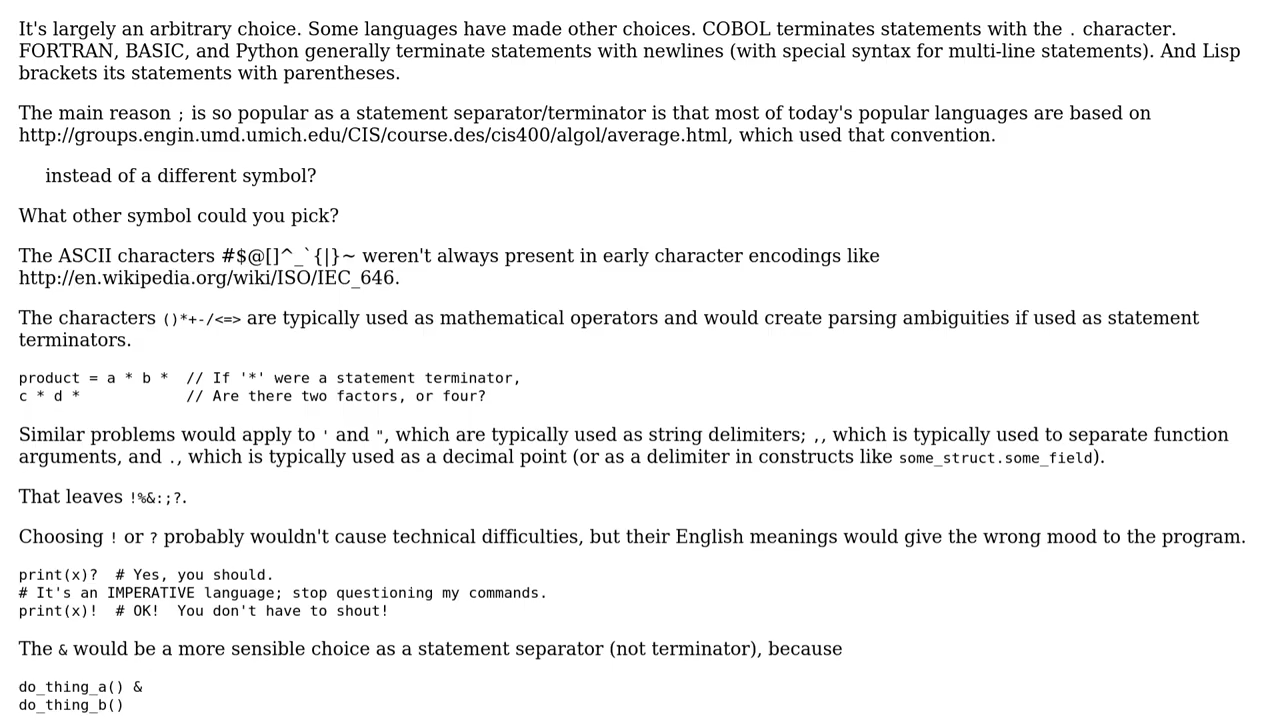 It's largely an arbitrary choice. Some languages have made other choices. COBOL terminates statements with the . character.
FORTRAN, BASIC, and Python generally terminate statements with newlines (with special syntax for multi-line statements). And Lisp
brackets its statements with parentheses.
The main reason ; is so popular as a statement separator/terminator is that most of today's popular languages are based on
http://groups.engin.umd.umich.edu/CIS/course.des/cis400/algol/average.html, which used that convention.
instead of a different symbol?
What other symbol could you pick?
The ASCII characters #$@[]^_`{|}~ weren't always present in early character encodings like
http://en.wikipedia.org/wiki/ISO/IEC_646.
The characters ()*+-/<=> are typically used as mathematical operators and would create parsing ambiguities if used as statement
terminators.
product = a * b *  // If '*' were a statement terminator,
c * d *            // Are there two factors, or four?
Similar problems would apply to ' and ", which are typically used as string delimiters; ,, which is typically used to separate function
arguments, and ., which is typically used as a decimal point (or as a delimiter in constructs like some_struct.some_field).
That leaves !%&:;?.
Choosing ! or ? probably wouldn't cause technical difficulties, but their English meanings would give the wrong mood to the program.
print(x)?  # Yes, you should.
# It's an IMPERATIVE language; stop questioning my commands.
print(x)!  # OK!  You don't have to shout!
The & would be a more sensible choice as a statement separator (not terminator), because
do_thing_a() &
do_thing_b()